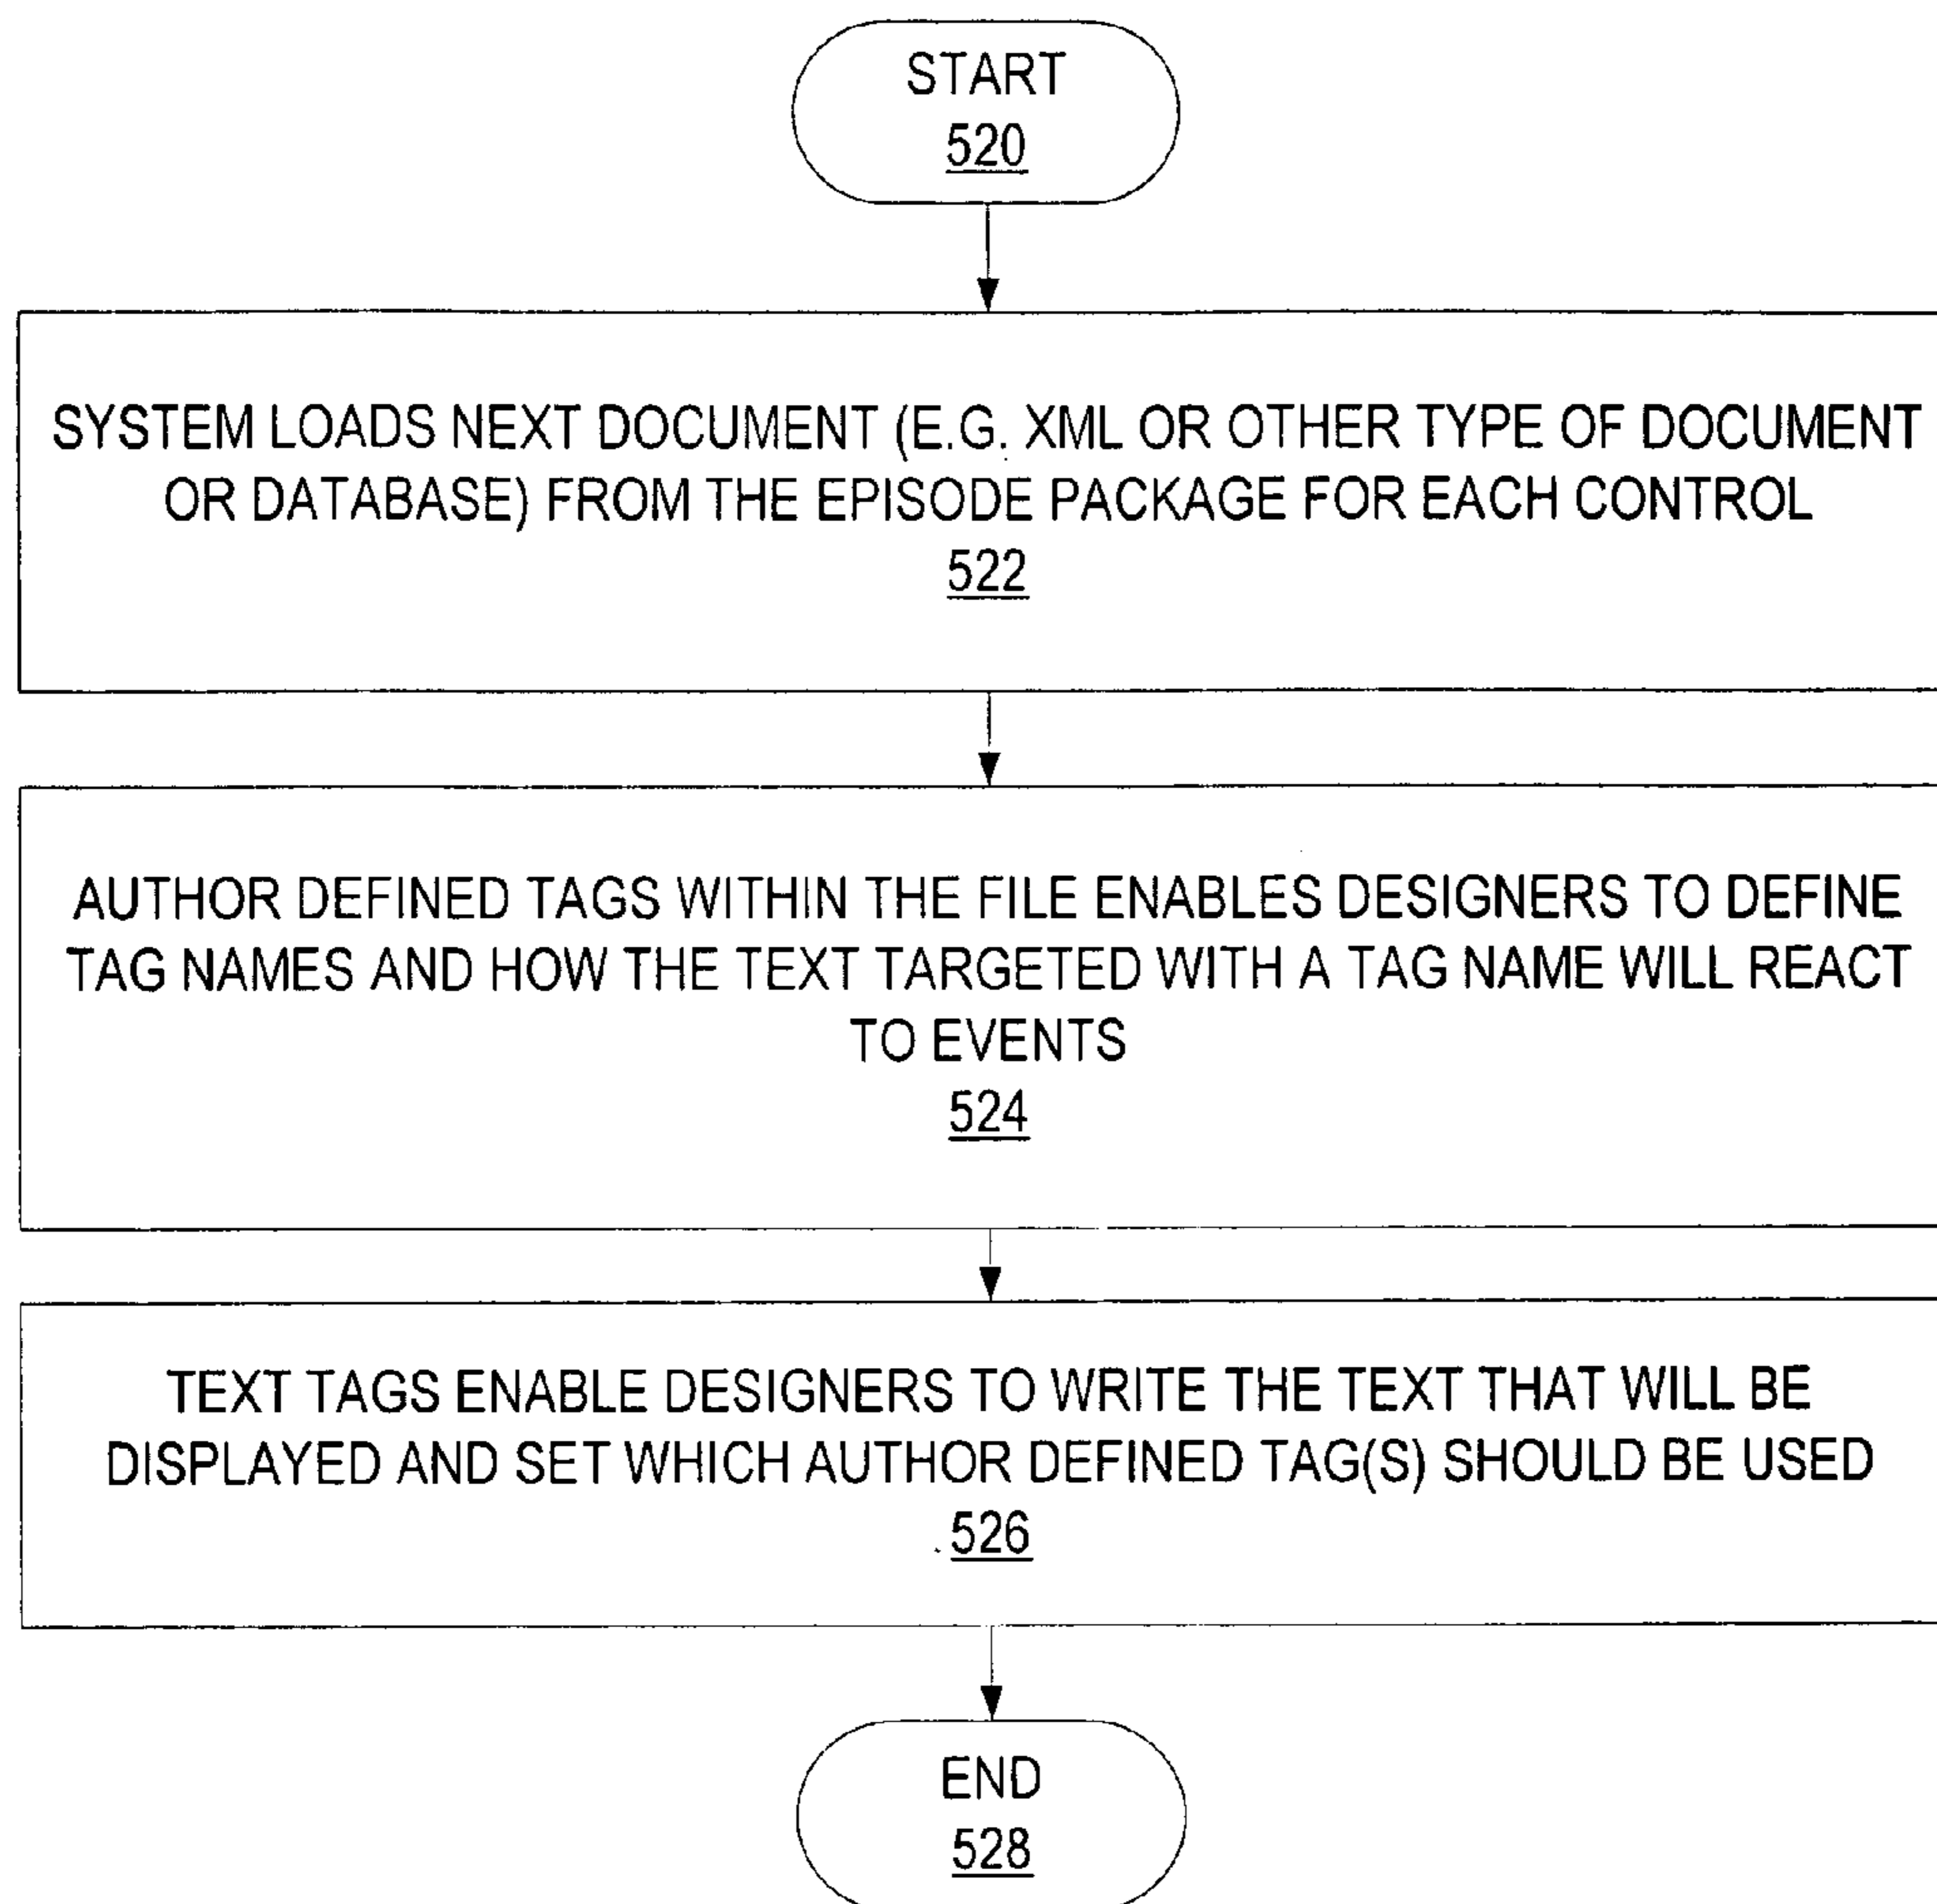 START
520
SYSTEM LOADS NEXT DOCUMENT (E.G. XML OR OTHER TYPE OF DOCUMENT
OR DATABASE) FROM THE EPISODE PACKAGE FOR EACH CONTROL
522
AUTHOR DEFINED TAGS WITHIN THE FILE ENABLES DESIGNERS TO DEFINE
TAG NAMES AND HOW THE TEXT TARGETED WITH A TAG NAME WILL REACT
TO EVENTS
524
TEXT TAGS ENABLE DESIGNERS TO WRITE THE TEXT THAT WILL BE
DISPLAYED AND SET WHICH AUTHOR DEFINED TAG(S) SHOULD BE USED
526
END
528